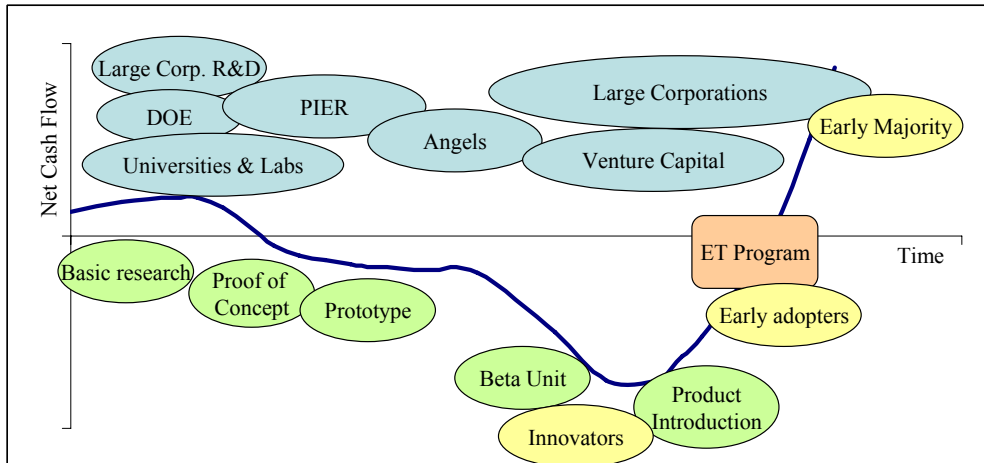 Large Corp. R&D
DOE
PIER
Universities & Labs
Angels
Large Corporations
Venture Capital
Early Majority
Net Cash Flow
ET Program
Time
Basic research
Proof of
Concept
Prototype
Early adopters
Beta Unit
Product
Introduction
Innovators